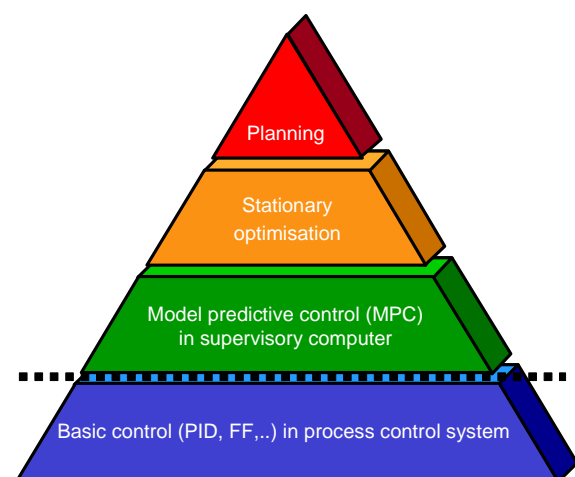 Planning
Stationary
optimisation
Model predictive control (MPC)
in supervisory computer
Basic control (PID, FF,..) in process control system